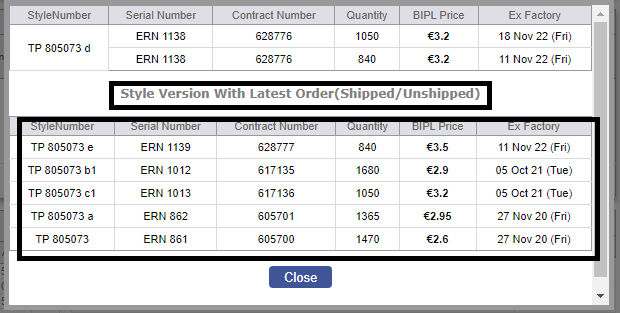 StyleNumber Serial Number Contract Number Quantity BIPL Price Ex Factory
TP 805073 d ERN 1138 628776 1050 €3.2 18 Nov 22 (Fri)
ERN 1138 628776 840 €3.2 11 Nov 22 (Fri)
Style Version With Latest Order(Shipped/Unshipped)
StyleNumber Serial Number Contract Number Quantity BIPL Price Ex Factory
TP 805073 e ERN 1139 628777 840 €3.5 11 Nov 22 (Fri)
TP 805073 b1 ERN 1012 617135 1680 €2.9 05 Oct 21 (Tue)
TP 805073 c1 ERN 1013 617136 1050 €3.2 05 Oct 21 (Tue)
TP 805073 a ERN 862 605701 1365 €2.95 27 Nov 20 (Fri)
TP 805073 ERN 861 605700 1470 €2.6 27 Nov 20 (Fri)
Close